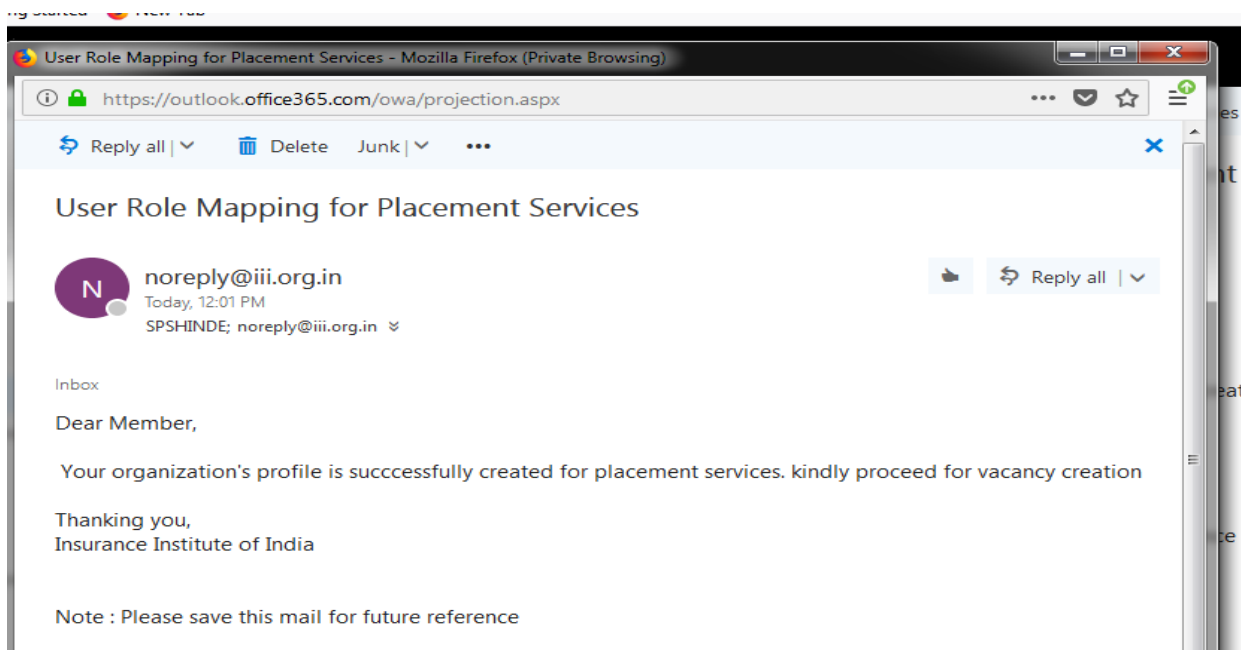 User Role Mapping for Placement Services - Mozilla Firefox (Private Browsing)
https://outlook.office365.com/owa/projection.aspx
Reply all | Delete Junk |
User Role Mapping for Placement Services
N
noreply@iii.org.in
Reply all |
Today, 12:01 PM
SPSHINDE; noreply@iii.org.in
Inbox
Dear Member,
Your organization's profile is succcessfully created for placement services. kindly proceed for vacancy creation
Thanking you,
Insurance Institute of India
Note : Please save this mail for future reference